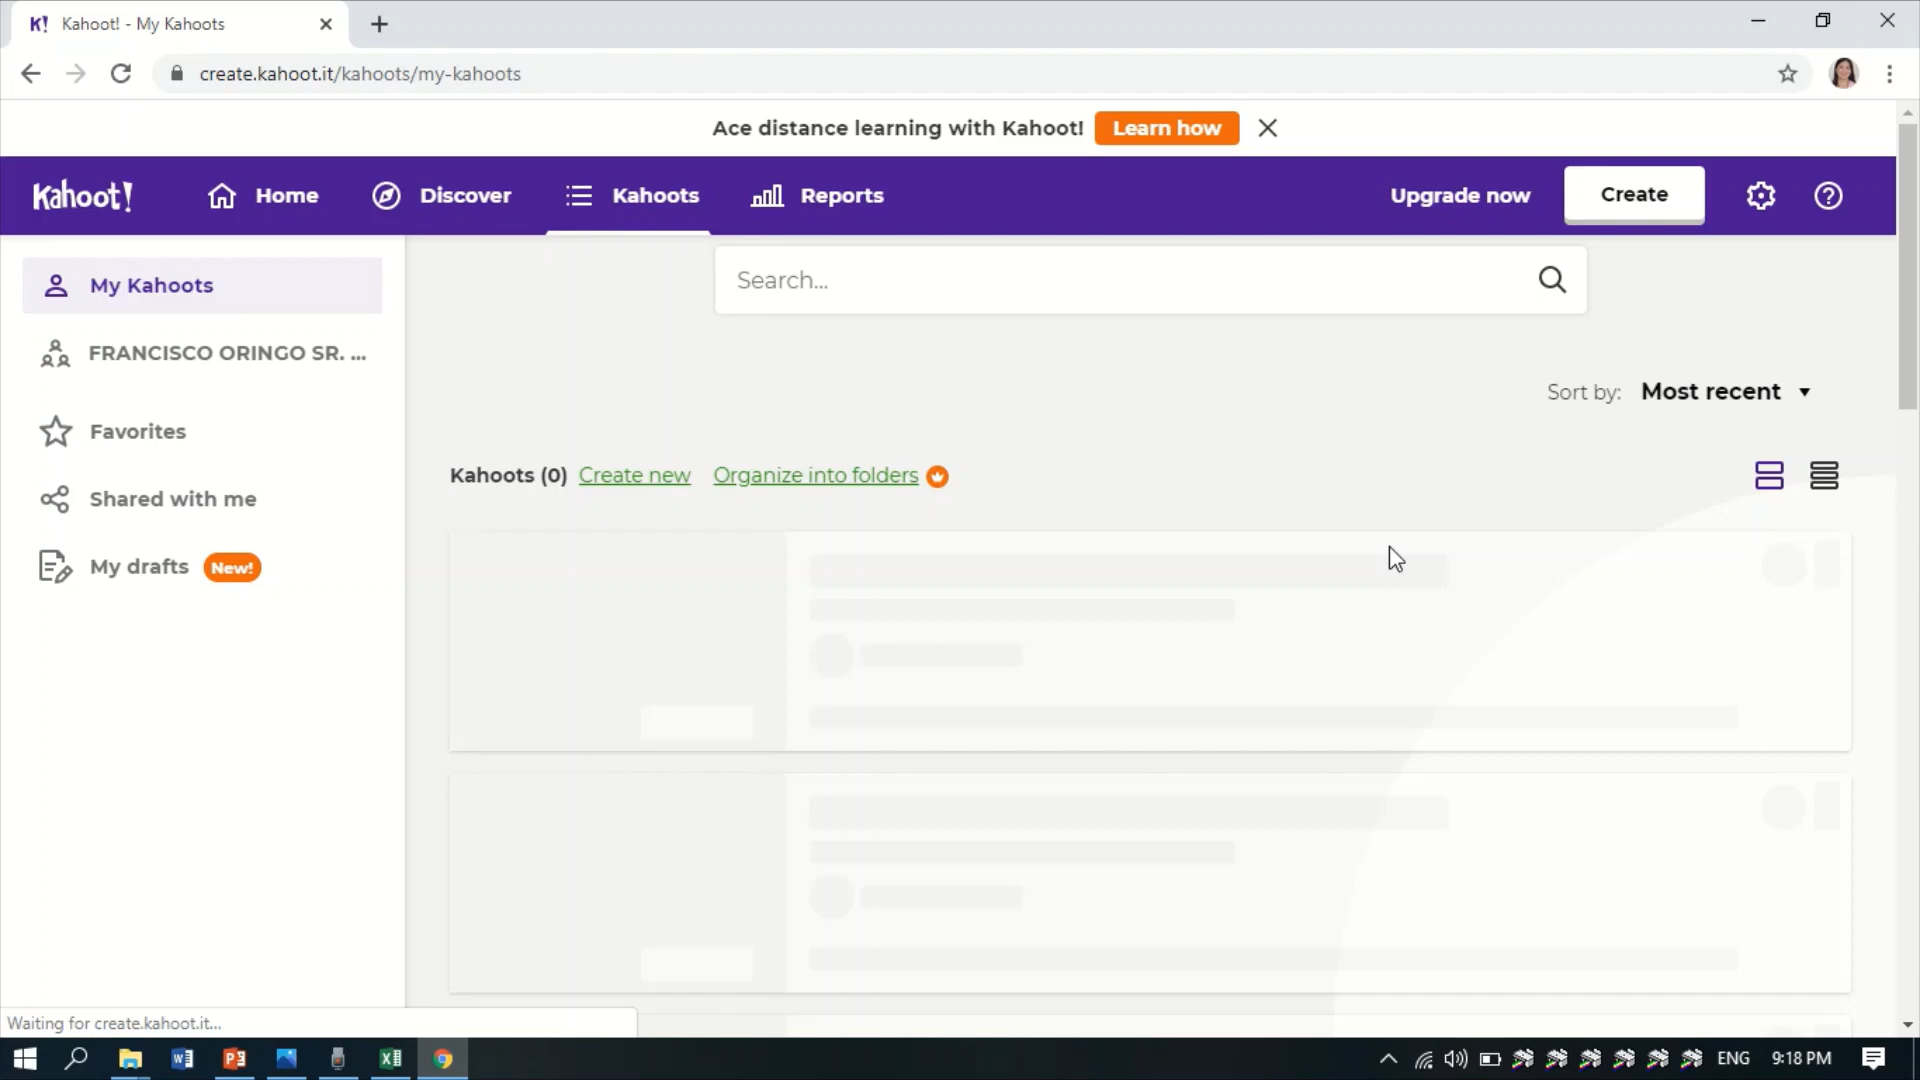 K! Kahoot! - My Kahoots
create.kahoot.it/kahoots/my-kahoots
Ace distance learning with Kahoot! Learn how
Kahoot! Home Discover Kahoots Reports Upgrade now Create
My Kahoots
Search...
FRANCISCO ORINGO SR. ...
Sort by: Most recent
Favorites
Kahoots (0) Create new Organize into folders
Shared with me
My drafts New!
Waiting for create.kahoot.it...
ENG 9:18 PM